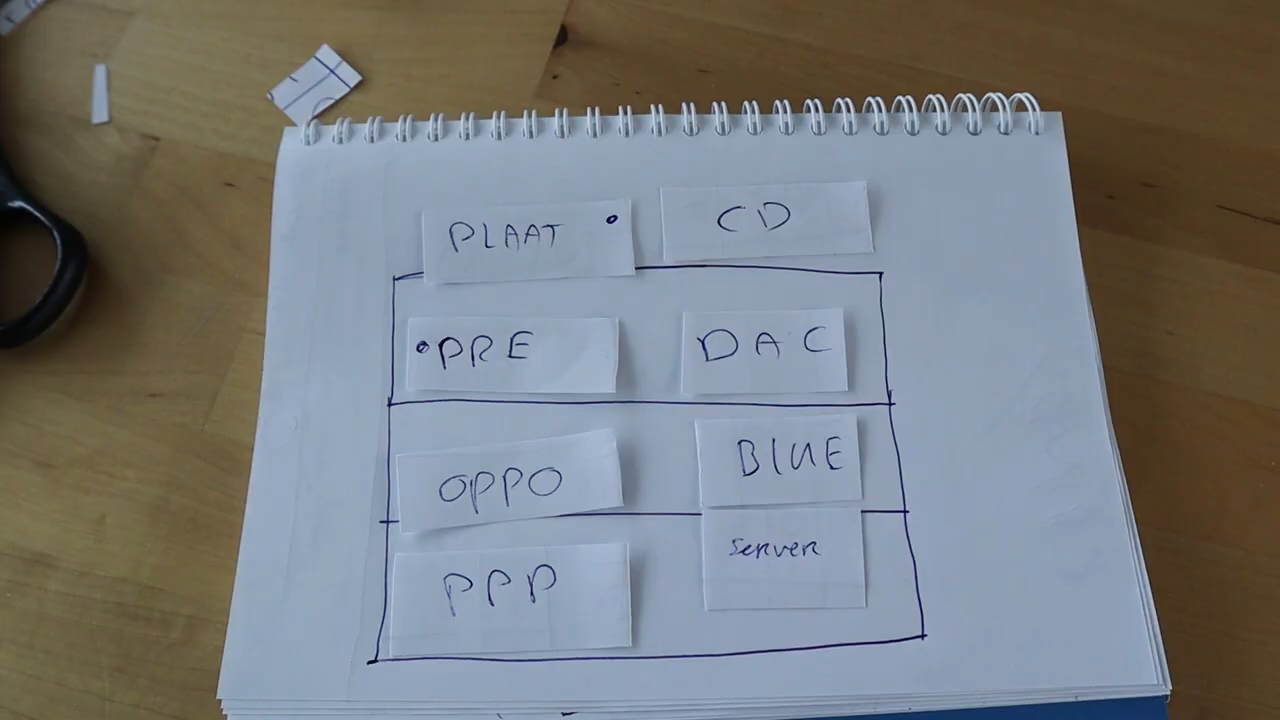 PLAAT
CD
PRE
DAC
OPPO
BLUE
PPP
Server